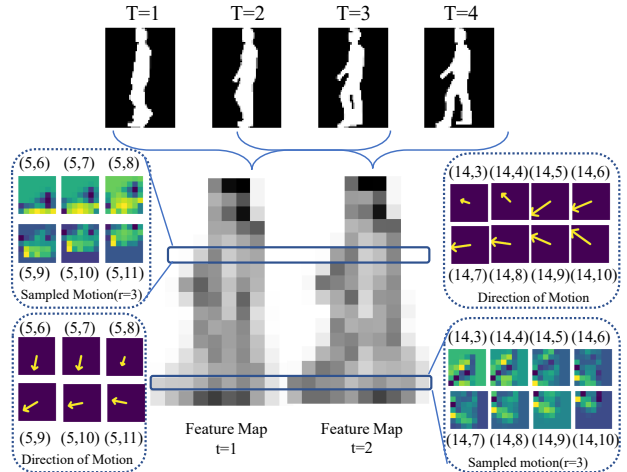 T=1 T=2 T=3 T=4
(5,6) (5,7) (5,8)
(5,9) (5,10) (5,11)
Sampled Motion(r=3)
(14,3) (14,4) (14,5) (14,6)
(14,7) (14,8) (14,9) (14,10)
Direction of Motion
(5,6) (5,7) (5,8)
(5,9) (5,10) (5,11)
Direction of Motion
Feature Map
t=1
Feature Map
t=2
(14,3) (14,4) (14,5) (14,6)
(14,7) (14,8) (14,9) (14,10)
Sampled motion(r=3)